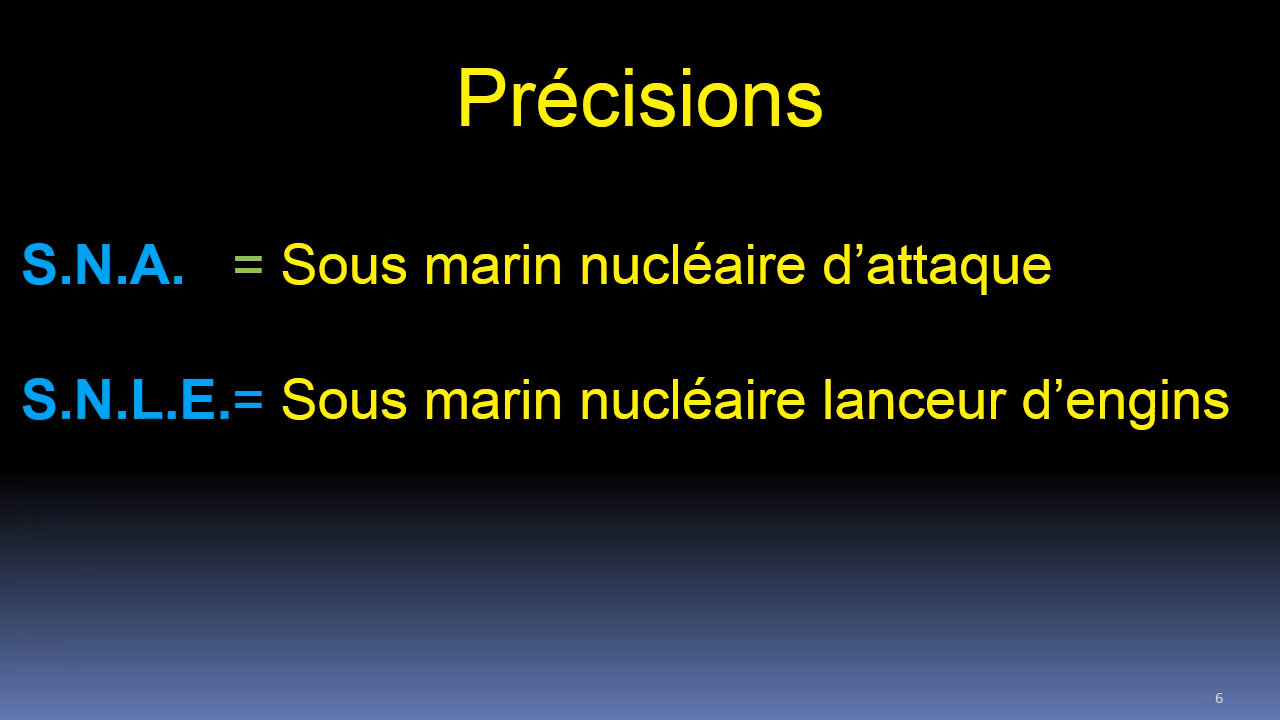 Précisions
S.N.A. = Sous marin nucléaire d’attaque
S.N.L.E.= Sous marin nucléaire lanceur d’engins
6